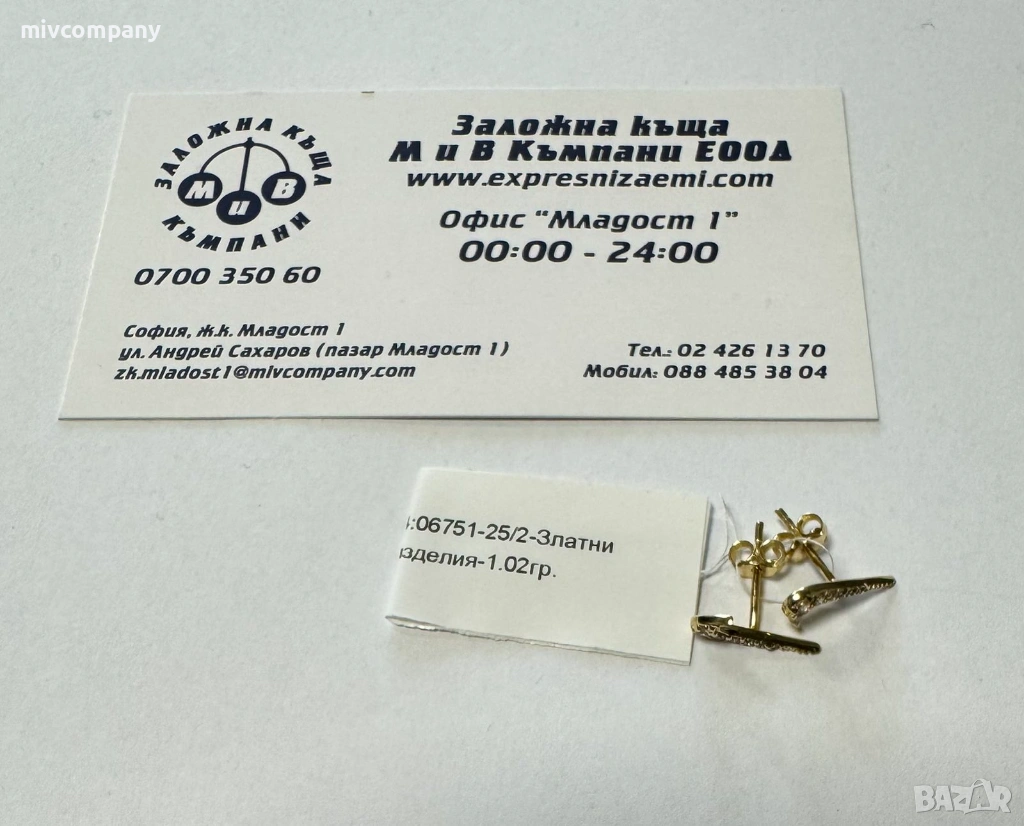 mivcompany
ЗАЛОЖНА КЪЩА
М и В
КЪМПАНИ
0700 350 60
Заложна къща
М и В Къмпани ЕООД
www.expresnizaemi.com
Офис “Младост 1”
00:00 - 24:00
София, ж.к. Младост 1
ул. Андрей Сахаров (пазар Младост 1)
zk.mladost1@mivcompany.com
Тел.: 02 426 13 70
Мобил: 088 485 38 04
:06751-25/2-Златни
изделия-1.02гр.
BAZAR